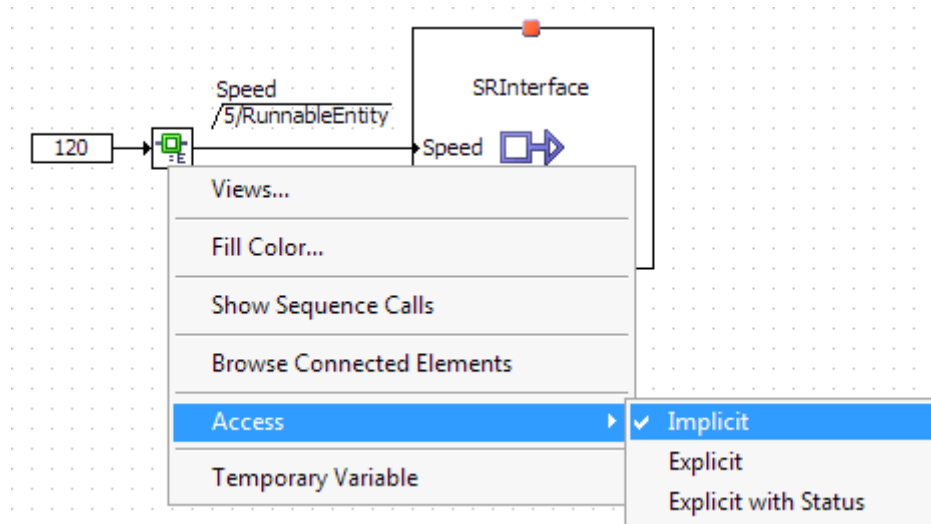 Speed
SRInterface
/5/RunnableEntity
120
E
Speed
Views...
Fill Color...
Show Sequence Calls
Browse Connected Elements
Access
Implicit
Temporary Variable
Explicit
Explicit with Status